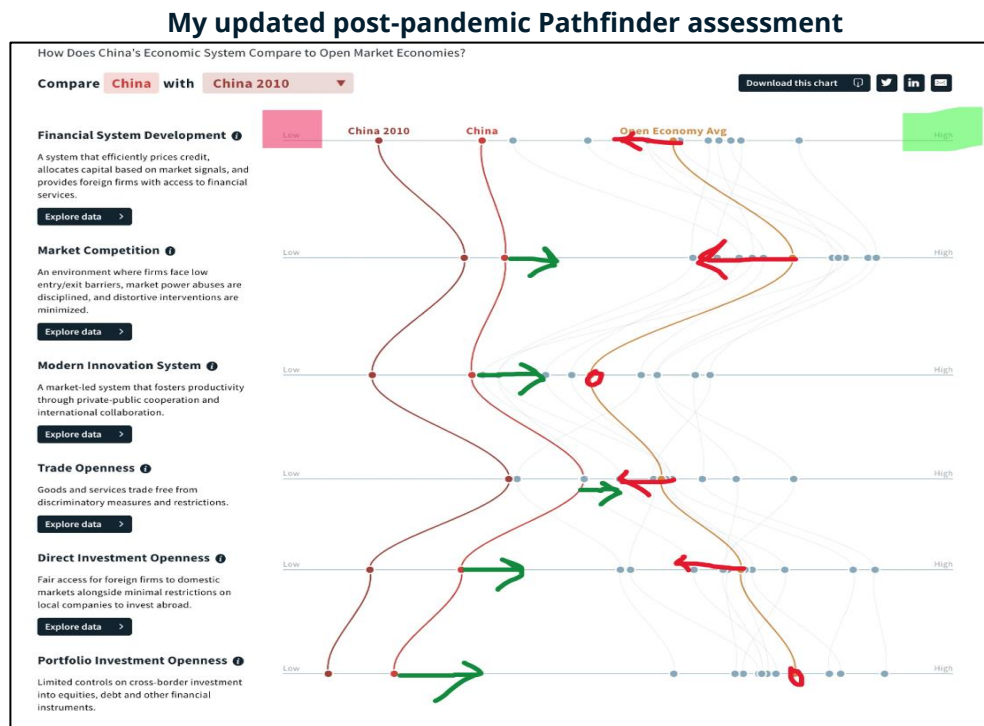 My updated post-pandemic Pathfinder assessment
How Does China's Economic System Compare to Open Market Economies?
Compare China with China 2010
Download this chart
Low China 2010 China Open Economy Avg High
Financial System Development
A system that efficiently prices credit,
allocates capital based on market signals, and
provides foreign firms with access to financial
services.
Explore data >
Market Competition
Low High
An environment where firms face low
entry/exit barriers, market power abuses are
disciplined, and distortive interventions are
minimized.
Explore data >
Modern Innovation System
Low High
A market-led system that fosters productivity
through private-public cooperation and
international collaboration.
Explore data >
Trade Openness
Low High
Goods and services trade free from
discriminatory measures and restrictions.
Explore data >
Direct Investment Openness
Low High
Fair access for foreign firms to domestic
markets alongside minimal restrictions on
local companies to invest abroad.
Explore data >
Portfolio Investment Openness
Low High
Limited controls on cross-border investment
into equities, debt and other financial
instruments.